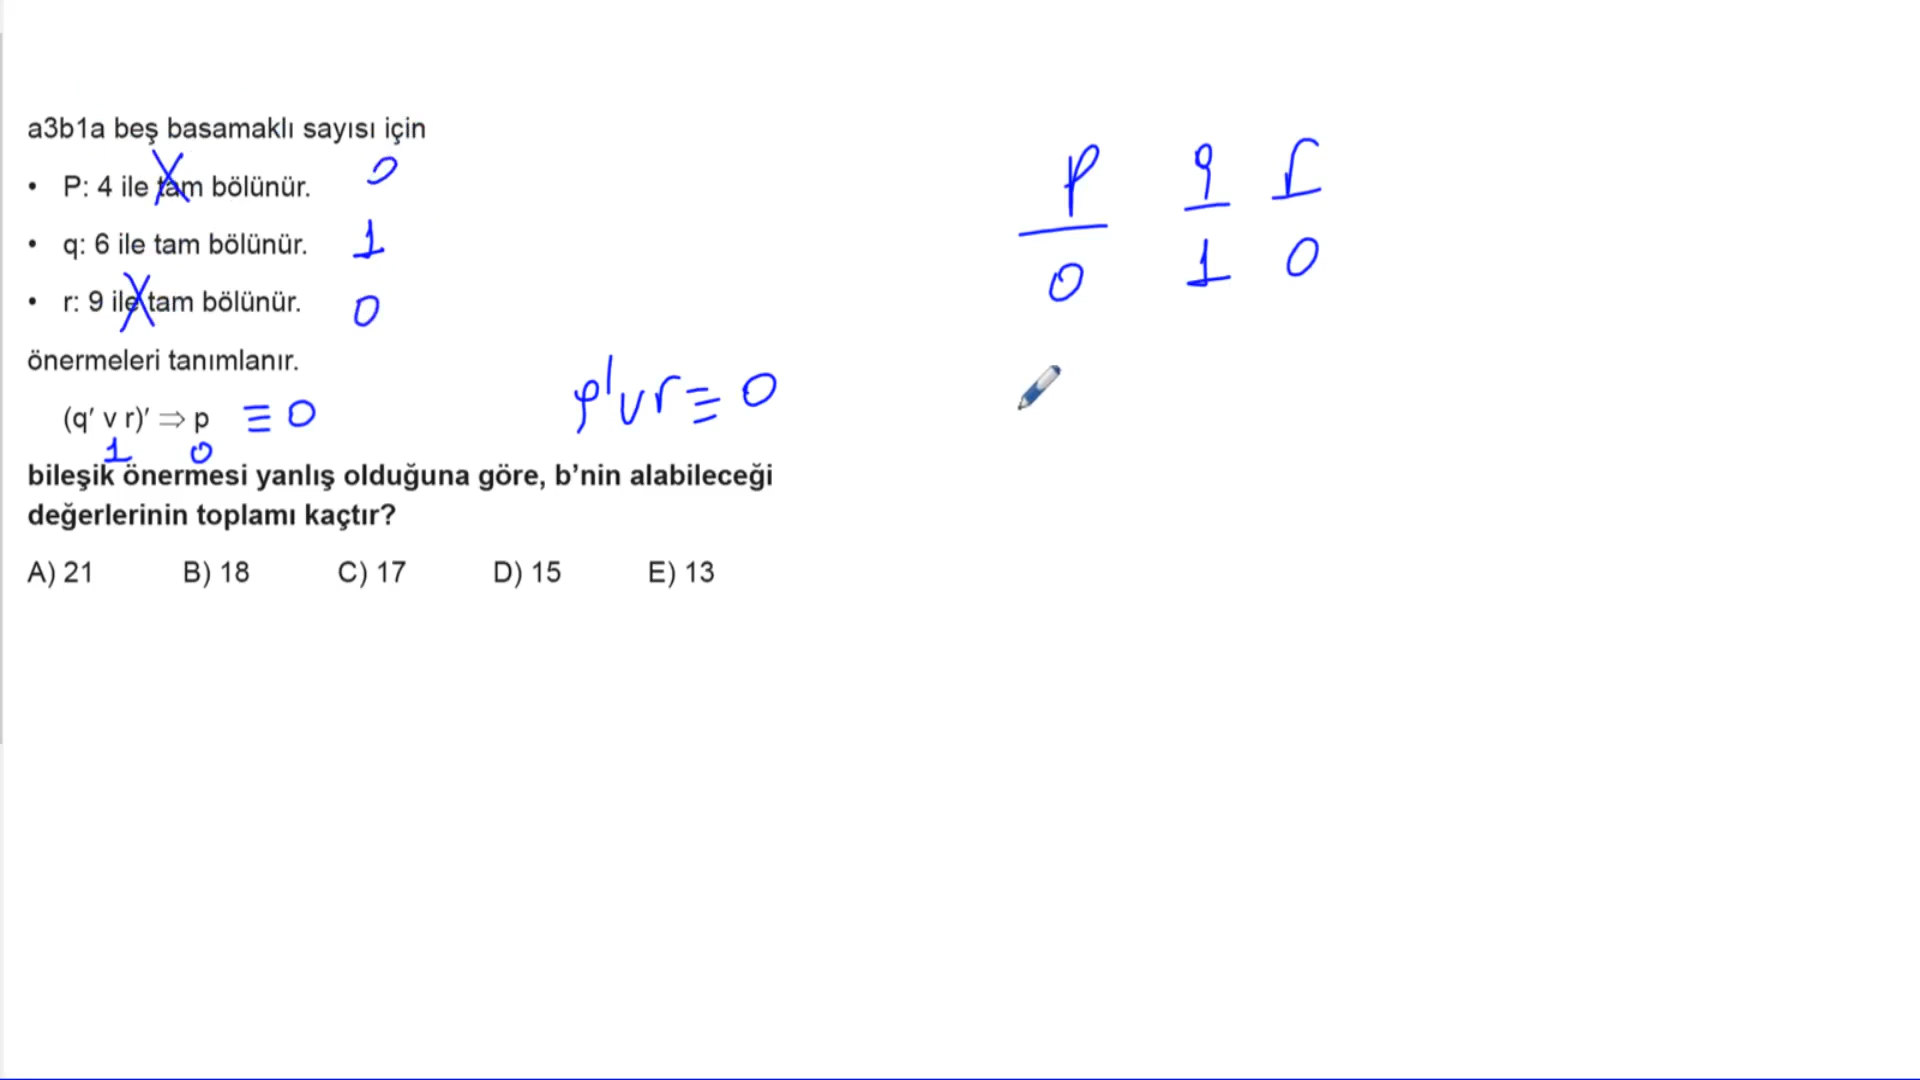 a3b1a beş basamaklı sayısı için
• P: 4 ile tam bölünür. 0
• q: 6 ile tam bölünür. 1
• r: 9 ile tam bölünür. 0
önermeleri tanımlanır.
(q′ v r)′ ⇒ p ≡ 0
1 0
bileşik önermesi yanlış olduğuna göre, b’nin alabileceği
değerlerinin toplamı kaçtır?
A) 21 B) 18 C) 17 D) 15 E) 13
φ' v r ≡ 0
p q r
0 1 0